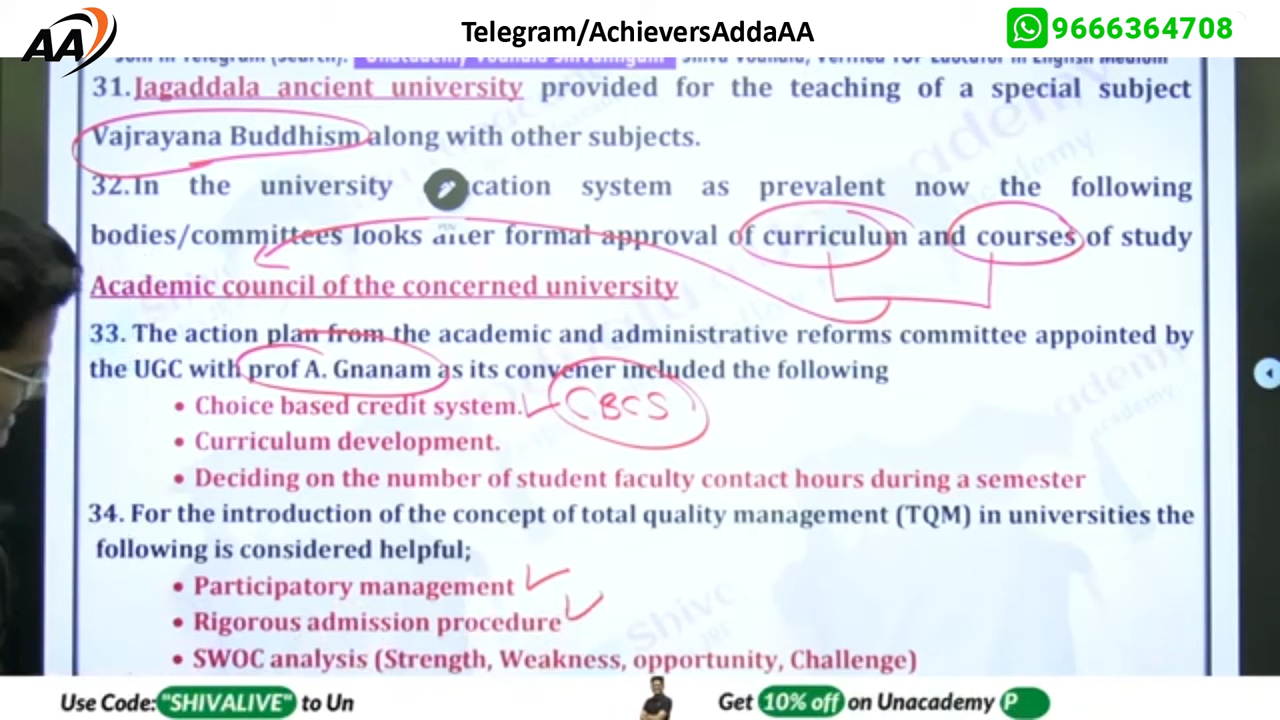 AA
Telegram/AchieversAddaAA
9666364708
31. Jagaddala ancient university provided for the teaching of a special subject
Vajrayana Buddhism along with other subjects.
32. In the university cation system as prevalent now the following
bodies/committees looks after formal approval of curriculum and courses of study
Academic council of the concerned university
33. The action plan from the academic and administrative reforms committee appointed by
the UGC with prof A. Gnanam as its convener included the following
• Choice based credit system. CBCS
• Curriculum development.
• Deciding on the number of student faculty contact hours during a semester
34. For the introduction of the concept of total quality management (TQM) in universities the
following is considered helpful;
• Participatory management
• Rigorous admission procedure
• SWOC analysis (Strength, Weakness, opportunity, Challenge)
Use Code: "SHIVALIVE" to Un
Get 10% off on Unacademy P